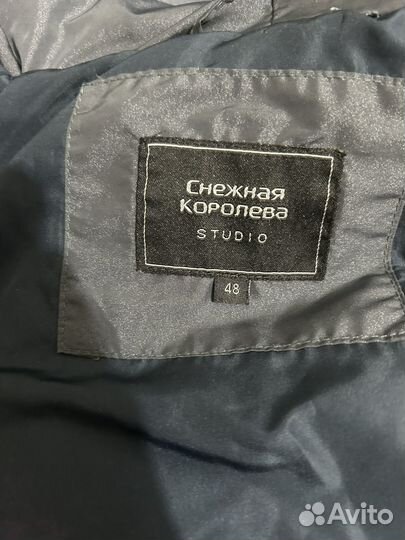 Снежная
Королева
STUDIO
48
Avito